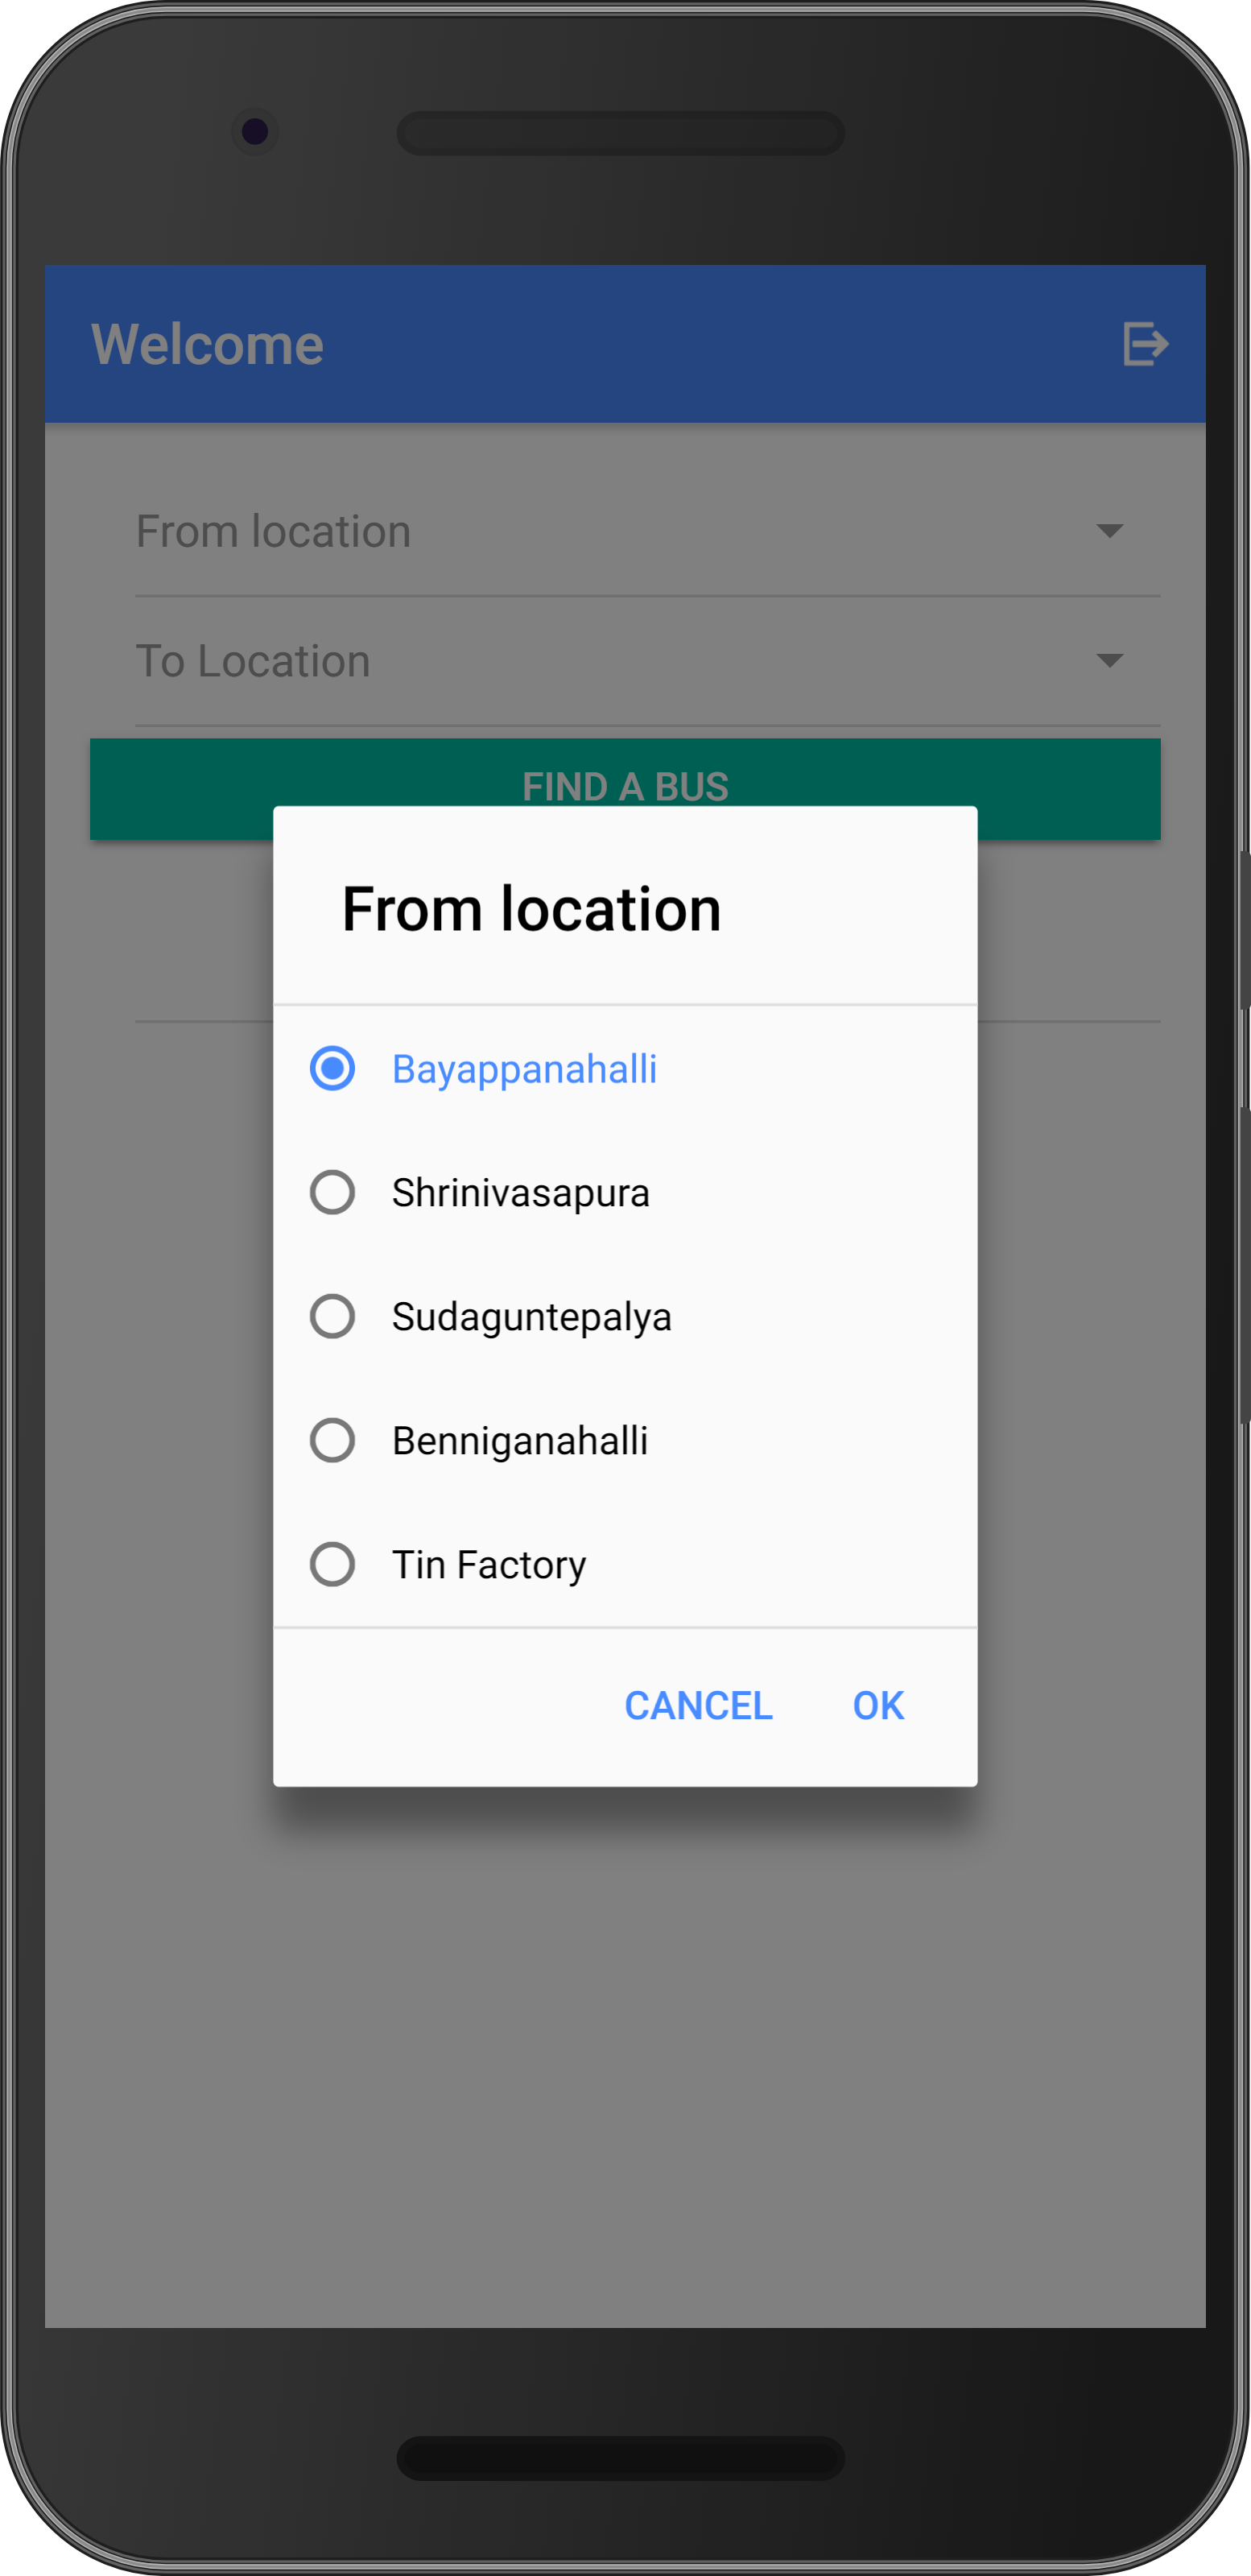 Welcome
From location
To Location
FIND A BUS
From location
Bayappanahalli
Shrinivasapura
Sudaguntepalya
Benniganahalli
Tin Factory
CANCEL OK